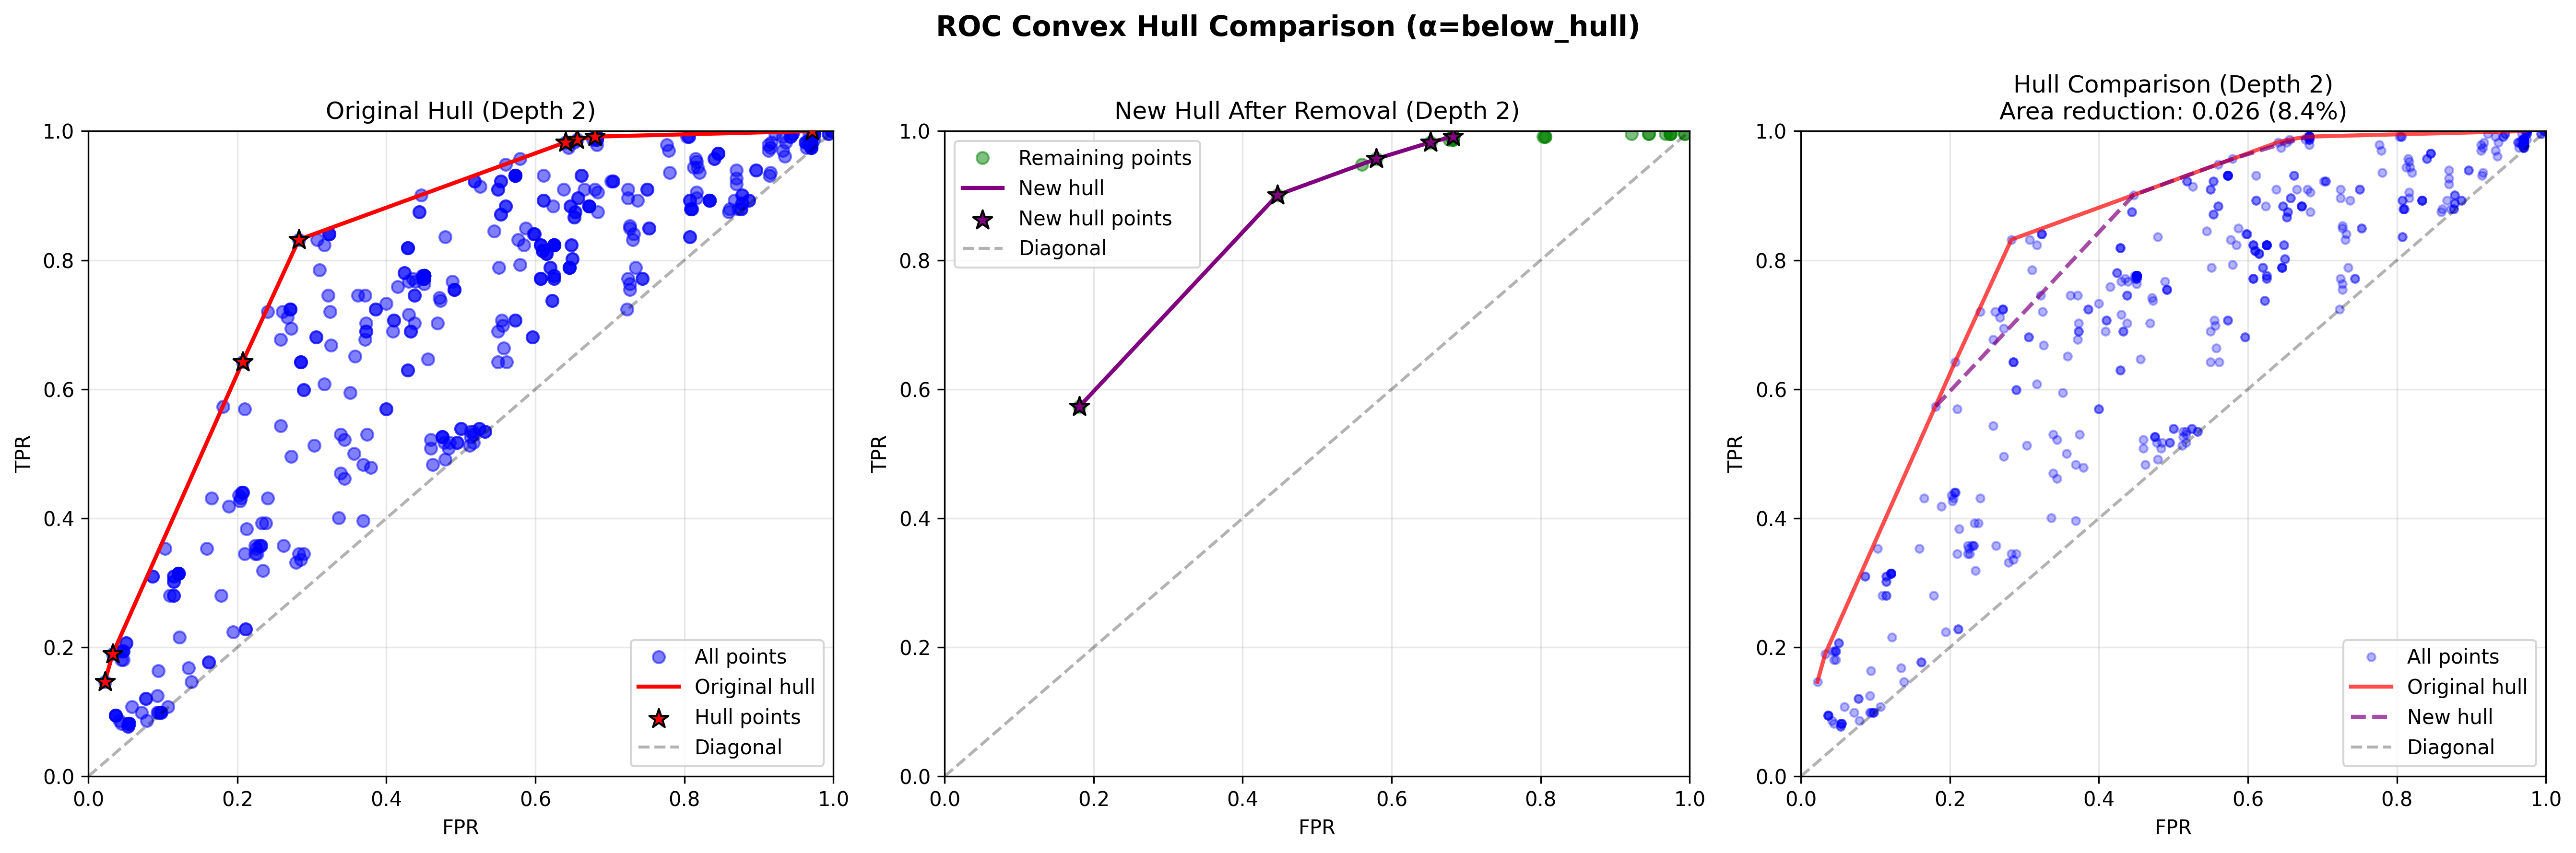 ROC Convex Hull Comparison (α=below_hull)
Original Hull (Depth 2)
1.0
0.8
0.6
0.4
0.2
0.0
TPR
All points
Original hull
Hull points
Diagonal
0.0 0.2 0.4 0.6 0.8 1.0
FPR
New Hull After Removal (Depth 2)
1.0
0.8
0.6
0.4
0.2
0.0
TPR
Remaining points
New hull
New hull points
Diagonal
0.0 0.2 0.4 0.6 0.8 1.0
FPR
Hull Comparison (Depth 2)
Area reduction: 0.026 (8.4%)
1.0
0.8
0.6
0.4
0.2
0.0
TPR
All points
Original hull
New hull
Diagonal
0.0 0.2 0.4 0.6 0.8 1.0
FPR